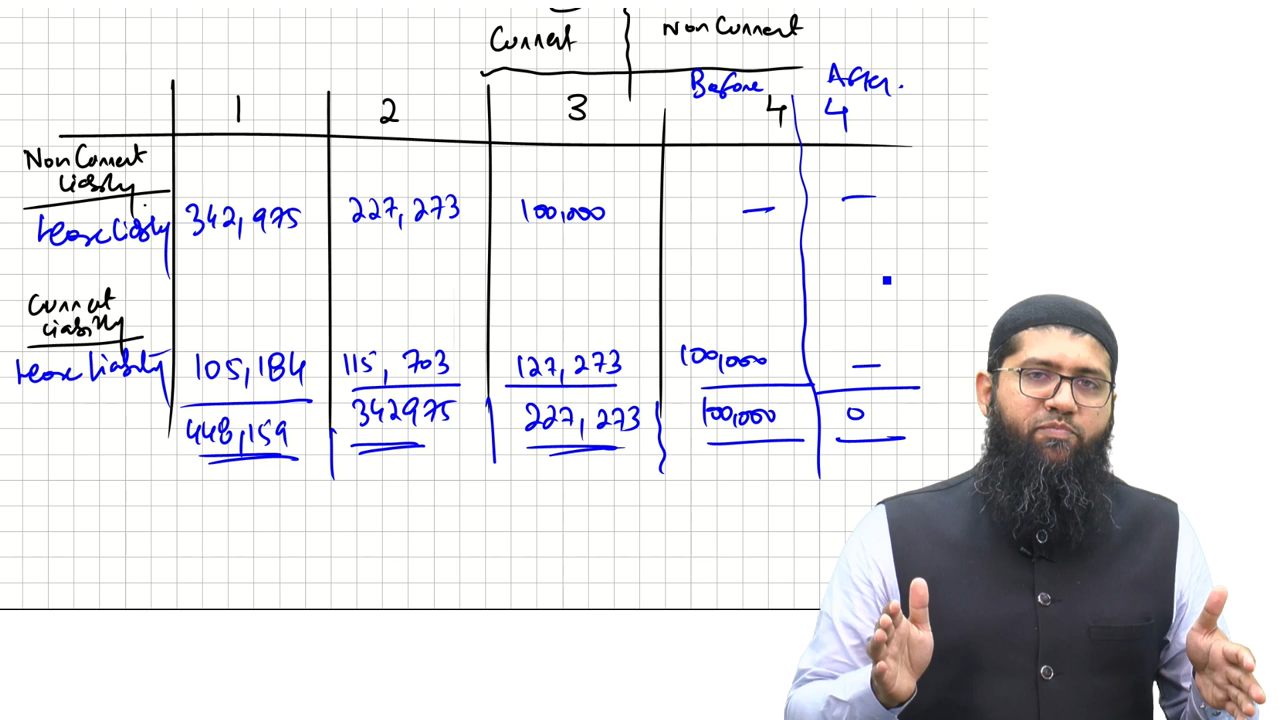 Current Non Current
Before After.
1 2 3 4 4
Non Current
liability
Lease liability 342,975 227,273 100,000 — —
Current
liability
Lease liability 105,184 115,703 127,273 100,000 —
448,159 342975 227,273 100,000 0